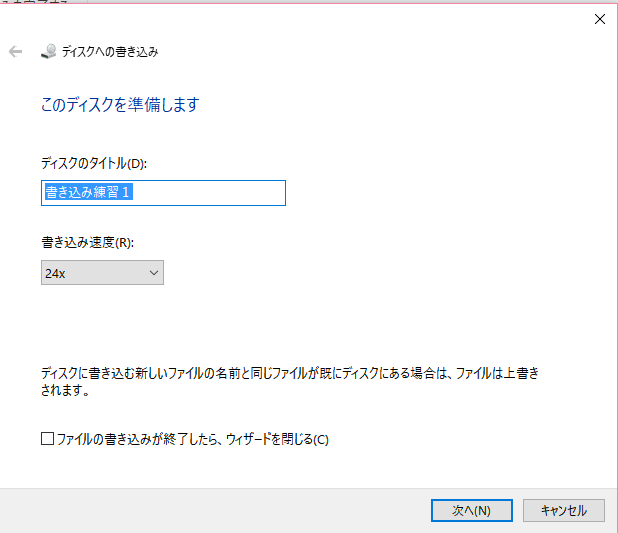 ディスクへの書き込み
このディスクを準備します
ディスクのタイトル(D):
書き込み練習１
書き込み速度(R):
24x
ディスクに書き込む新しいファイルの名前と同じファイルが既にディスクにある場合は、ファイルは上書き
されます。
ファイルの書き込みが終了したら、ウィザードを閉じる(C)
次へ(N)
キャンセル